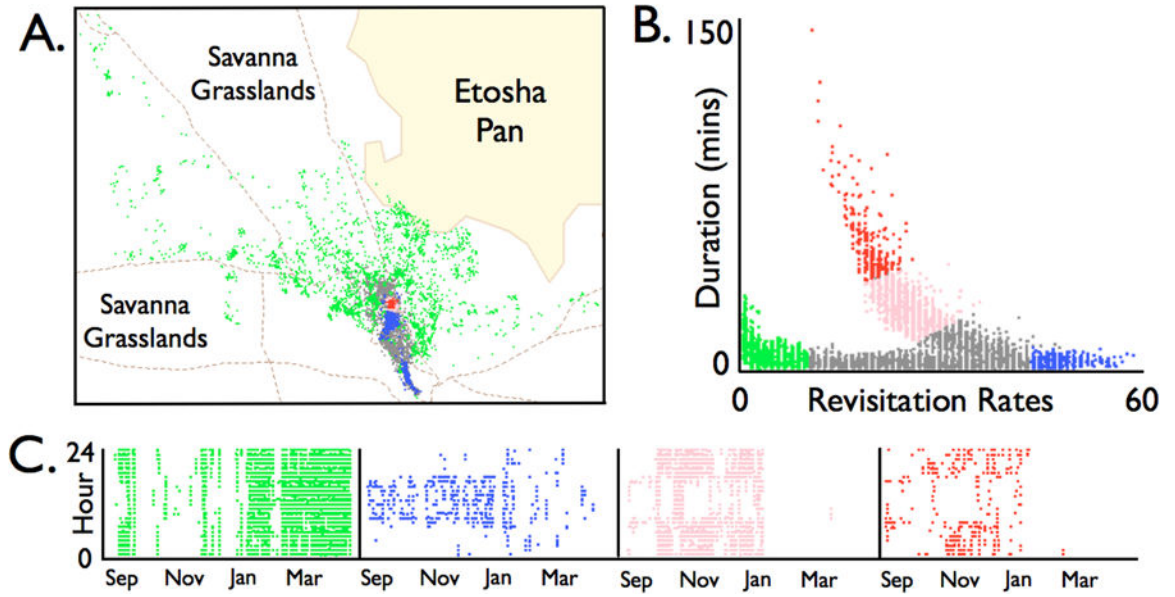 A.
Savanna
Grasslands
Etosha
Pan
Savanna
Grasslands
B.
150
Duration (mins)
0
0
Revisitation Rates
60
C.
24
Hour
0
Sep Nov Jan Mar Sep Nov Jan Mar Sep Nov Jan Mar Sep Nov Jan Mar